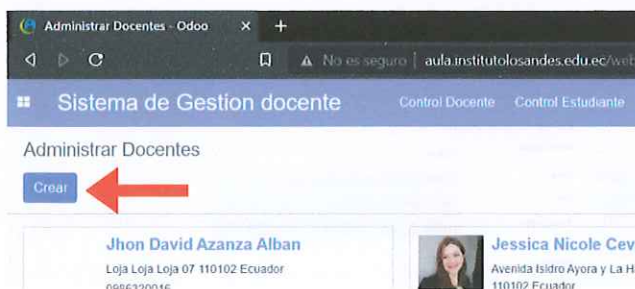 Administrar Docentes - Odoo × +
No es seguro | aula.institutolosandes.edu.ec/web
Sistema de Gestion docente Control Docente Control Estudiante
Administrar Docentes
Crear
Jhon David Azanza Alban
Loja Loja Loja 07 110102 Ecuador
0986320016
Jessica Nicole Cev
Avenida Isidro Ayora y La H
110102 Ecuador